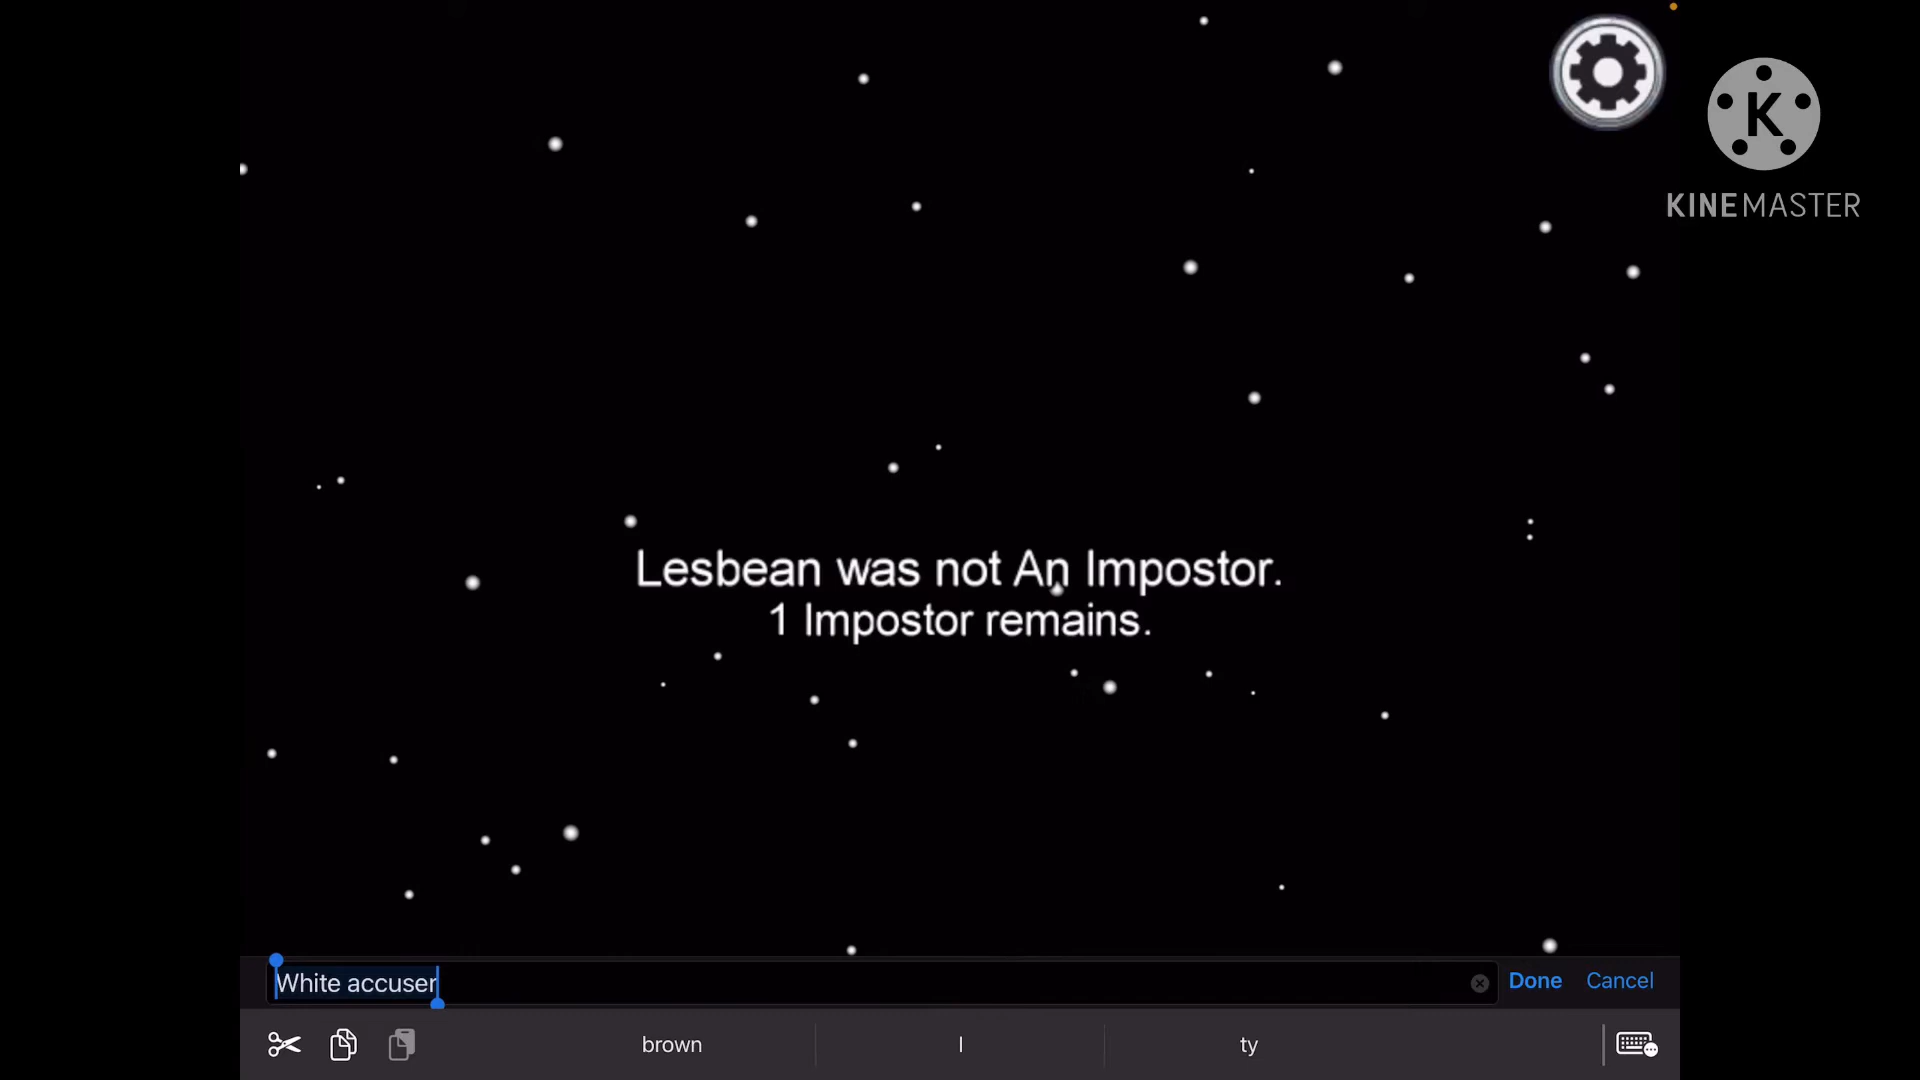 K
KINEMASTER
Lesbean was not An Impostor.
1 Impostor remains.
White accuser
Done
Cancel
brown
I
ty